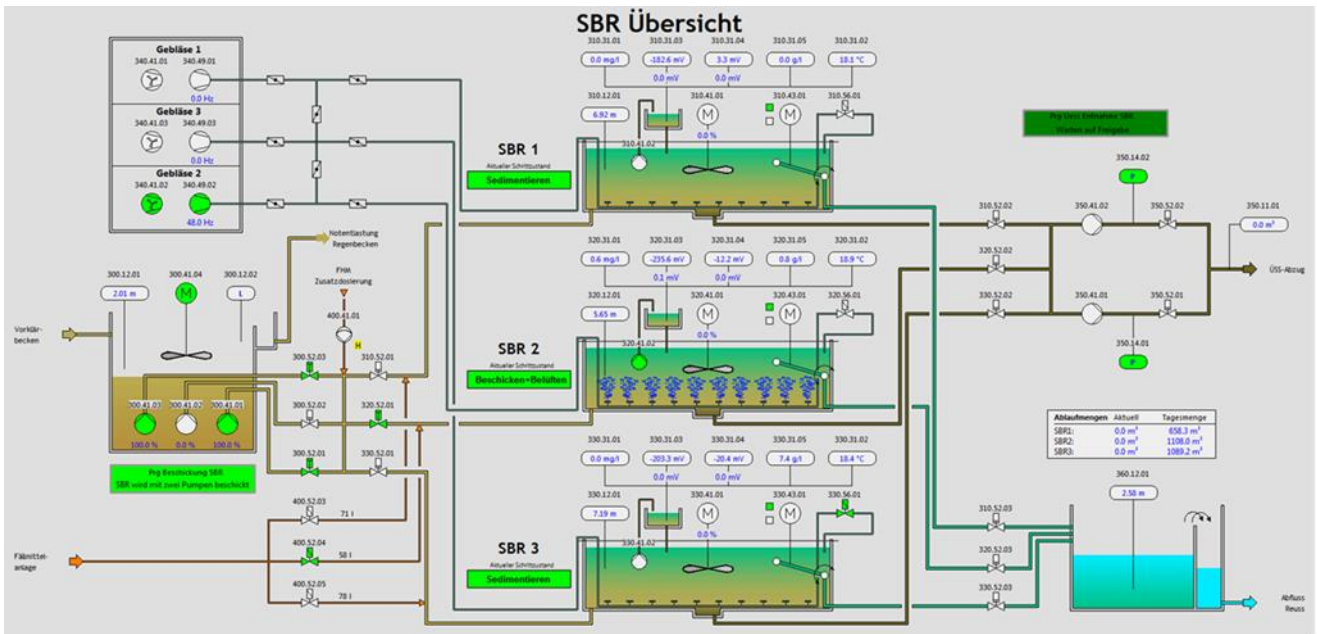 SBR Übersicht
Gebläse 1
340.41.01 340.49.01
0.0 Hz
Gebläse 3
340.41.03 340.49.03
0.0 Hz
Gebläse 2
340.41.02 340.49.02
48.0 Hz
310.31.01 310.31.03 310.31.04 310.31.05 310.31.02
0.0 mg/l -182.6 mV 3.3 mV 0.0 g/l 18.1 °C
0.0 mV 0.0 mV
310.12.01 310.41.01 310.43.01 310.56.01
6.92 m M M
0.0 %
310.41.02
SBR 1
Aktueller Schrittzustand
Sedimentieren
Prg Üss Entnahme SBR
Warten auf Freigabe
350.14.02
P
310.52.02 350.41.02 350.52.02 350.11.01
0.0 m³
320.52.02
ÜSS-Abzug
330.52.02 350.41.01 350.52.01
350.14.01
P
Notentlastung
Regenbecken
300.12.01 300.41.04 300.12.02
2.01 m M L
FHM
Zusatzdosierung
400.41.01
H
Vorklär-
becken
300.52.03 310.52.01
300.41.03 300.41.02 300.41.01
300.52.02 320.52.01
100.0 % 0.0 % 100.0 %
300.52.01 330.52.01
Prg Beschickung SBR
SBR wird mit zwei Pumpen beschickt
320.31.01 320.31.03 320.31.04 320.31.05 320.31.02
0.6 mg/l -235.6 mV -12.2 mV 0.8 g/l 18.9 °C
0.1 mV 0.0 mV
320.12.01 320.41.01 320.43.01 320.56.01
5.65 m M M
0.0 %
320.41.02
SBR 2
Aktueller Schrittzustand
Beschicken+Belüften
Ablaufmengen Aktuell Tagesmenge
SBR1: 0.0 m³ 658.3 m³
SBR2: 0.0 m³ 1108.0 m³
SBR3: 0.0 m³ 1089.2 m³
330.31.01 330.31.03 330.31.04 330.31.05 330.31.02
0.0 mg/l -203.3 mV -20.4 mV 7.4 g/l 18.4 °C
0.0 mV 0.0 mV
330.12.01 330.41.01 330.43.01 330.56.01
7.19 m M M
0.0 %
330.41.02
SBR 3
Aktueller Schrittzustand
Sedimentieren
400.52.03
71 l
400.52.04
58 l
400.52.05
78 l
Fällmittel-
anlage
360.12.01
2.58 m
310.52.03
320.52.03
330.52.03
Abfluss
Reuss